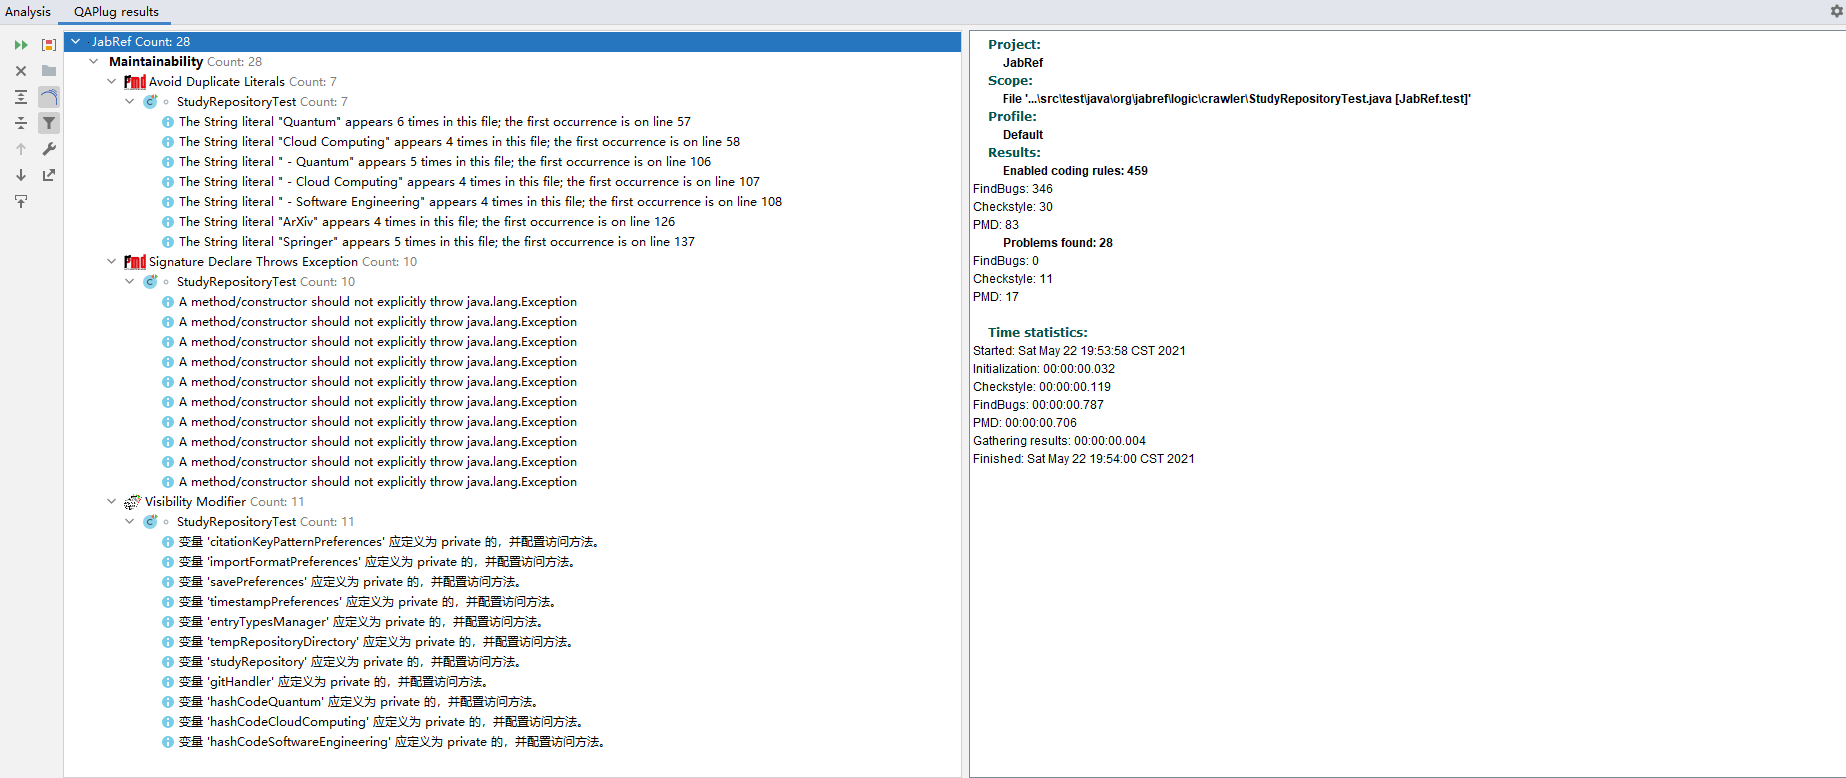 Analysis QAPlug results
JabRef Count: 28
Maintainability Count: 28
Pmd Avoid Duplicate Literals Count: 7
C StudyRepositoryTest Count: 7
The String literal "Quantum" appears 6 times in this file; the first occurrence is on line 57
The String literal "Cloud Computing" appears 4 times in this file; the first occurrence is on line 58
The String literal " - Quantum" appears 5 times in this file; the first occurrence is on line 106
The String literal " - Cloud Computing" appears 4 times in this file; the first occurrence is on line 107
The String literal " - Software Engineering" appears 4 times in this file; the first occurrence is on line 108
The String literal "ArXiv" appears 4 times in this file; the first occurrence is on line 126
The String literal "Springer" appears 5 times in this file; the first occurrence is on line 137
Pmd Signature Declare Throws Exception Count: 10
C StudyRepositoryTest Count: 10
A method/constructor should not explicitly throw java.lang.Exception
A method/constructor should not explicitly throw java.lang.Exception
A method/constructor should not explicitly throw java.lang.Exception
A method/constructor should not explicitly throw java.lang.Exception
A method/constructor should not explicitly throw java.lang.Exception
A method/constructor should not explicitly throw java.lang.Exception
A method/constructor should not explicitly throw java.lang.Exception
A method/constructor should not explicitly throw java.lang.Exception
A method/constructor should not explicitly throw java.lang.Exception
A method/constructor should not explicitly throw java.lang.Exception
Visibility Modifier Count: 11
C StudyRepositoryTest Count: 11
变量 'citationKeyPatternPreferences' 应定义为 private 的，并配置访问方法。
变量 'importFormatPreferences' 应定义为 private 的，并配置访问方法。
变量 'savePreferences' 应定义为 private 的，并配置访问方法。
变量 'timestampPreferences' 应定义为 private 的，并配置访问方法。
变量 'entryTypesManager' 应定义为 private 的，并配置访问方法。
变量 'tempRepositoryDirectory' 应定义为 private 的，并配置访问方法。
变量 'studyRepository' 应定义为 private 的，并配置访问方法。
变量 'gitHandler' 应定义为 private 的，并配置访问方法。
变量 'hashCodeQuantum' 应定义为 private 的，并配置访问方法。
变量 'hashCodeCloudComputing' 应定义为 private 的，并配置访问方法。
变量 'hashCodeSoftwareEngineering' 应定义为 private 的，并配置访问方法。
Project:
JabRef
Scope:
File '...\src\test\java\org\jabref\logic\crawler\StudyRepositoryTest.java [JabRef.test]'
Profile:
Default
Results:
Enabled coding rules: 459
FindBugs: 346
Checkstyle: 30
PMD: 83
Problems found: 28
FindBugs: 0
Checkstyle: 11
PMD: 17
Time statistics:
Started: Sat May 22 19:53:58 CST 2021
Initialization: 00:00:00.032
Checkstyle: 00:00:00.119
FindBugs: 00:00:00.787
PMD: 00:00:00.706
Gathering results: 00:00:00.004
Finished: Sat May 22 19:54:00 CST 2021